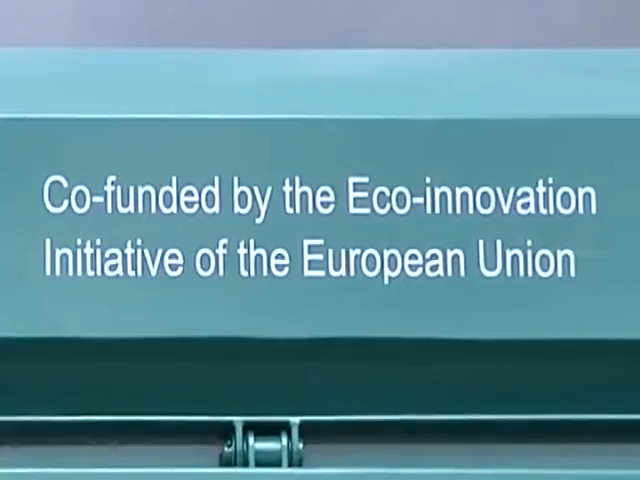 Co-funded by the Eco-innovation
Initiative of the European Union